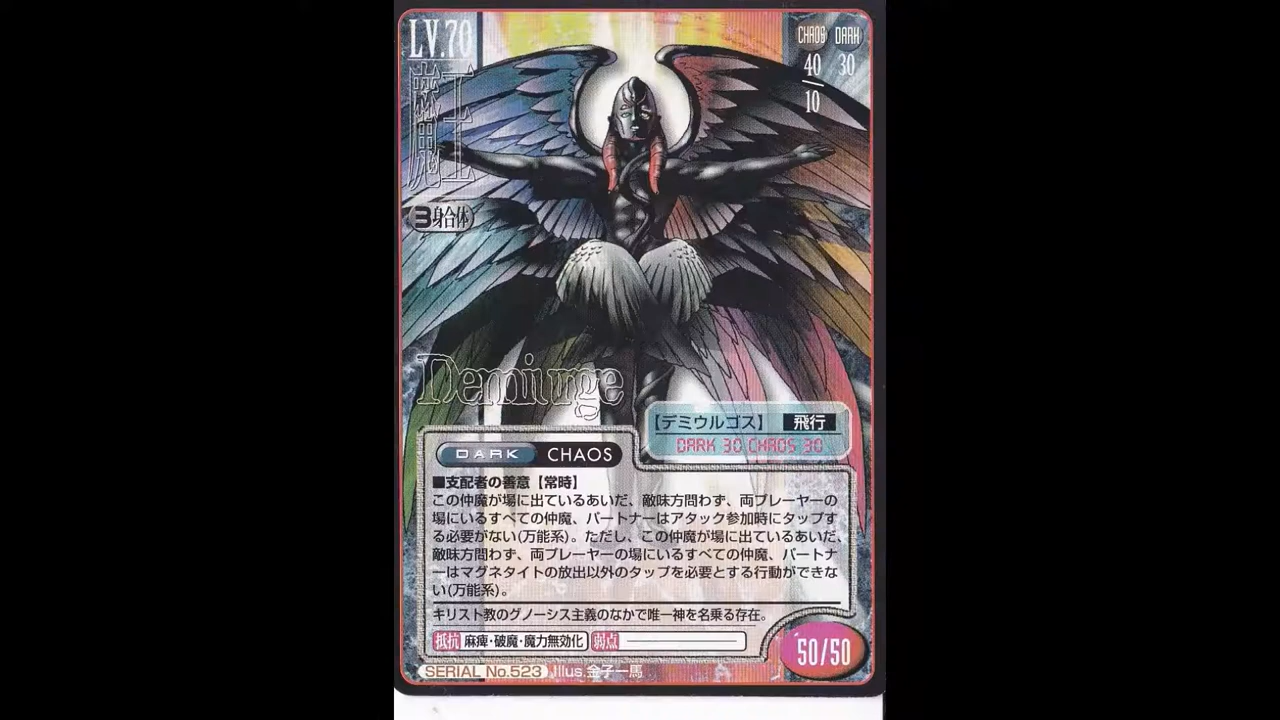 LV.70
魔王
3身合体
CHAOS DARK
40 30
/
10
Demiurge
【デミウルゴス】 飛行
DARK 30 CHAOS 30
DARK CHAOS
■支配者の善意【常時】
この仲魔が場に出ているあいだ、敵味方問わず、両プレーヤーの
場にいるすべての仲魔、パートナーはアタック参加時にタップす
る必要がない(万能系)。ただし、この仲魔が場に出ているあいだ、
敵味方問わず、両プレーヤーの場にいるすべての仲魔、パートナ
ーはマグネタイトの放出以外のタップを必要とする行動ができな
い(万能系)。
キリスト教のグノーシス主義のなかで唯一神を名乗る存在。
抵抗 麻痺・破魔・魔力無効化 弱点 ――――
50/50
SERIAL No.523 Illus.金子一馬